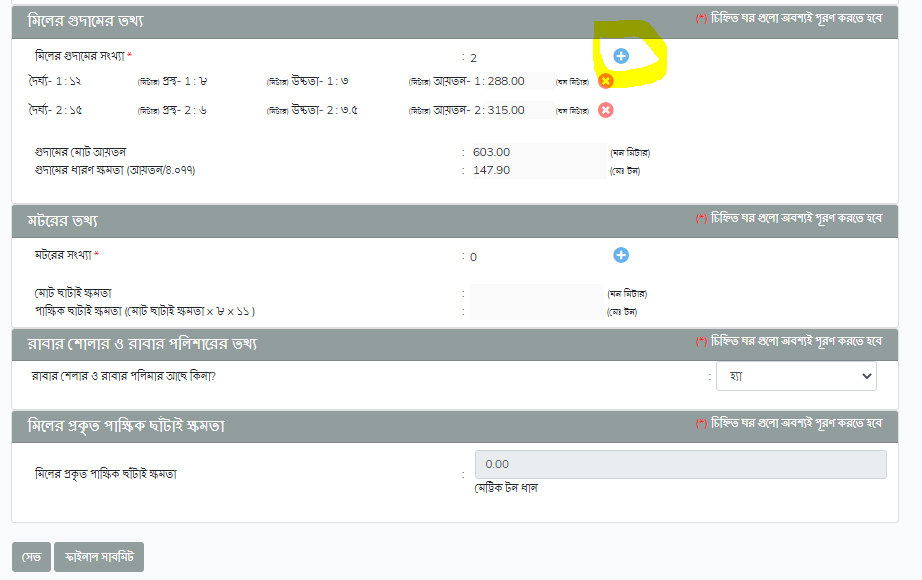 মিলের গুদামের তথ্য (*) চিহ্নিত ঘর গুলো অবশ্যই পূরণ করতে হবে
মিলের গুদামের সংখ্যা * : 2
দৈর্ঘ্য- 1 : ১২ (মিটার) প্রস্থ- 1 : ৮ (মিটার) উচ্চতা- 1 : ৩ (মিটার) আয়তন- 1 : 288.00 (ঘন মিটার)
দৈর্ঘ্য- 2 : ১৫ (মিটার) প্রস্থ- 2 : ৬ (মিটার) উচ্চতা- 2 : ৩.৫ (মিটার) আয়তন- 2 : 315.00 (ঘন মিটার)
গুদামের মোট আয়তন : 603.00 (ঘন মিটার)
গুদামের ধারণ ক্ষমতা (আয়তন/৪.০৭৭) : 147.90 (মেঃ টন)
মটরের তথ্য (*) চিহ্নিত ঘর গুলো অবশ্যই পূরণ করতে হবে
মটরের সংখ্যা * : 0
মোট ছাটাই ক্ষমতা : (ঘন মিটার)
পাক্ষিক ছাটাই ক্ষমতা (মোট ছাটাই ক্ষমতা x ৮ x ১১ ) : (মেঃ টন)
রাবার শেলার ও রাবার পলিশারের তথ্য (*) চিহ্নিত ঘর গুলো অবশ্যই পূরণ করতে হবে
রাবার শেলার ও রাবার পলিসার আছে কিনা? : হ্যা
মিলের প্রকৃত পাক্ষিক ছাঁটাই ক্ষমতা (*) চিহ্নিত ঘর গুলো অবশ্যই পূরণ করতে হবে
মিলের প্রকৃত পাক্ষিক ছাঁটাই ক্ষমতা : 0.00
মেট্রিক টন ধান
সেভ ফাইনাল সাবমিট